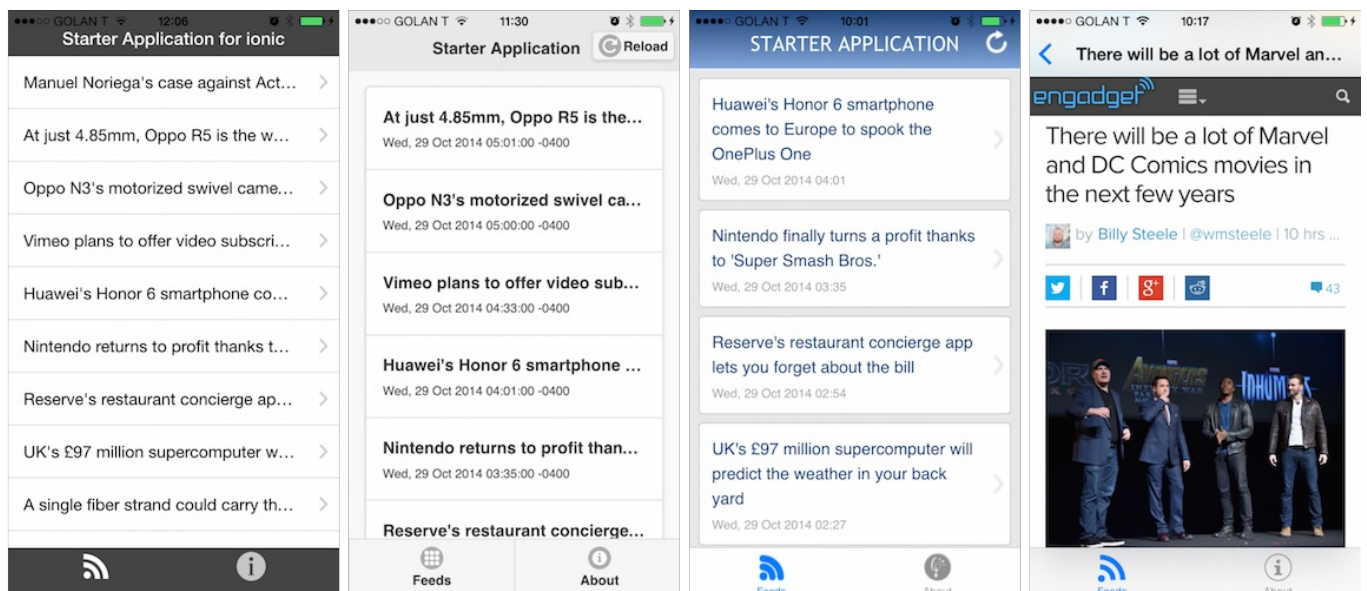 GOLAN T 12:06
Starter Application for ionic
Manuel Noriega's case against Act...
At just 4.85mm, Oppo R5 is the w...
Oppo N3's motorized swivel came...
Vimeo plans to offer video subscri...
Huawei's Honor 6 smartphone co...
Nintendo returns to profit thanks t...
Reserve's restaurant concierge ap...
UK's £97 million supercomputer w...
A single fiber strand could carry th...
GOLAN T 11:30
Starter Application Reload
At just 4.85mm, Oppo R5 is the...
Wed, 29 Oct 2014 05:01:00 -0400
Oppo N3's motorized swivel ca...
Wed, 29 Oct 2014 05:00:00 -0400
Vimeo plans to offer video sub...
Wed, 29 Oct 2014 04:33:00 -0400
Huawei's Honor 6 smartphone ...
Wed, 29 Oct 2014 04:01:00 -0400
Nintendo returns to profit than...
Wed, 29 Oct 2014 03:35:00 -0400
Reserve's restaurant concierge...
Feeds About
GOLAN T 10:01
STARTER APPLICATION
Huawei's Honor 6 smartphone
comes to Europe to spook the
OnePlus One
Wed, 29 Oct 2014 04:01
Nintendo finally turns a profit thanks
to 'Super Smash Bros.'
Wed, 29 Oct 2014 03:35
Reserve's restaurant concierge app
lets you forget about the bill
Wed, 29 Oct 2014 02:54
UK's £97 million supercomputer will
predict the weather in your back
yard
Wed, 29 Oct 2014 02:27
Feeds About
GOLAN T 10:17
There will be a lot of Marvel an...
engadget
There will be a lot of Marvel
and DC Comics movies in
the next few years
by Billy Steele | @wmsteele | 10 hrs ...
f g+ 43
AVENGERS
INHUMANS
Feeds About